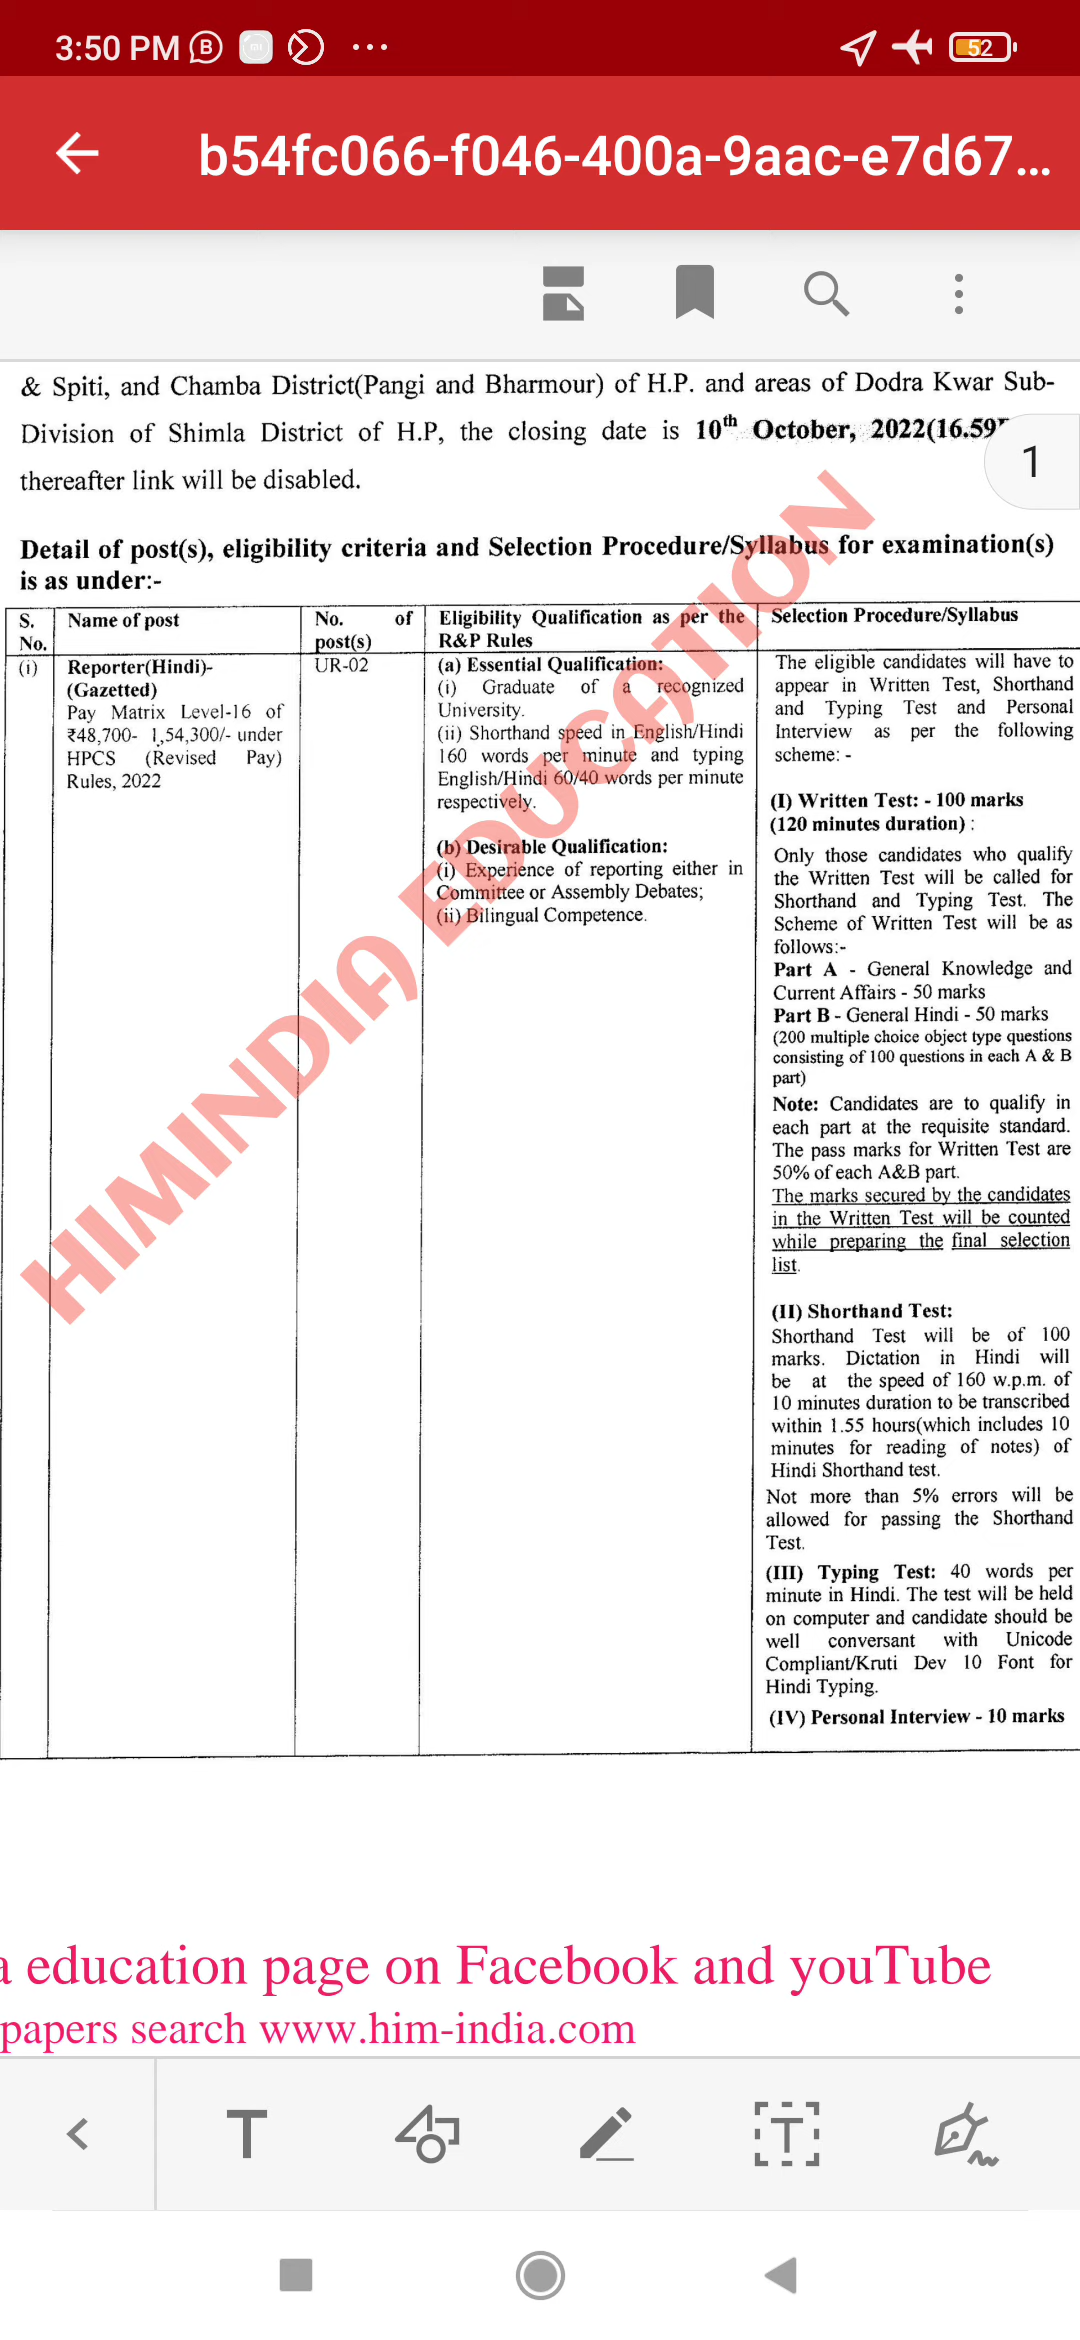 3:50 PM
52
b54fc066-f046-400a-9aac-e7d67...
& Spiti, and Chamba District(Pangi and Bharmour) of H.P. and areas of Dodra Kwar Sub-
Division of Shimla District of H.P, the closing date is 10th October, 2022(16.59
1
thereafter link will be disabled.
Detail of post(s), eligibility criteria and Selection Procedure/Syllabus for examination(s)
is as under:-
S. No.
Name of post
No. of post(s)
Eligibility Qualification as per the R&P Rules
Selection Procedure/Syllabus
(i)
Reporter(Hindi)-
(Gazetted)
Pay Matrix Level-16 of
₹48,700- 1,54,300/- under
HPCS (Revised Pay)
Rules, 2022
UR-02
(a) Essential Qualification:
(i) Graduate of a recognized
University.
(ii) Shorthand speed in English/Hindi
160 words per minute and typing
English/Hindi 60/40 words per minute
respectively.
(b) Desirable Qualification:
(i) Experience of reporting either in
Committee or Assembly Debates;
(ii) Bilingual Competence.
The eligible candidates will have to
appear in Written Test, Shorthand
and Typing Test and Personal
Interview as per the following
scheme: -
(I) Written Test: - 100 marks
(120 minutes duration) :
Only those candidates who qualify
the Written Test will be called for
Shorthand and Typing Test. The
Scheme of Written Test will be as
follows:-
Part A - General Knowledge and
Current Affairs - 50 marks
Part B - General Hindi - 50 marks
(200 multiple choice object type questions
consisting of 100 questions in each A & B
part)
Note: Candidates are to qualify in
each part at the requisite standard.
The pass marks for Written Test are
50% of each A&B part.
The marks secured by the candidates
in the Written Test will be counted
while preparing the final selection
list.
(II) Shorthand Test:
Shorthand Test will be of 100
marks. Dictation in Hindi will
be at the speed of 160 w.p.m. of
10 minutes duration to be transcribed
within 1.55 hours(which includes 10
minutes for reading of notes) of
Hindi Shorthand test.
Not more than 5% errors will be
allowed for passing the Shorthand
Test.
(III) Typing Test: 40 words per
minute in Hindi. The test will be held
on computer and candidate should be
well conversant with Unicode
Compliant/Kruti Dev 10 Font for
Hindi Typing.
(IV) Personal Interview - 10 marks
HIMINDIA EDUCATION
a education page on Facebook and youTube
papers search www.him-india.com